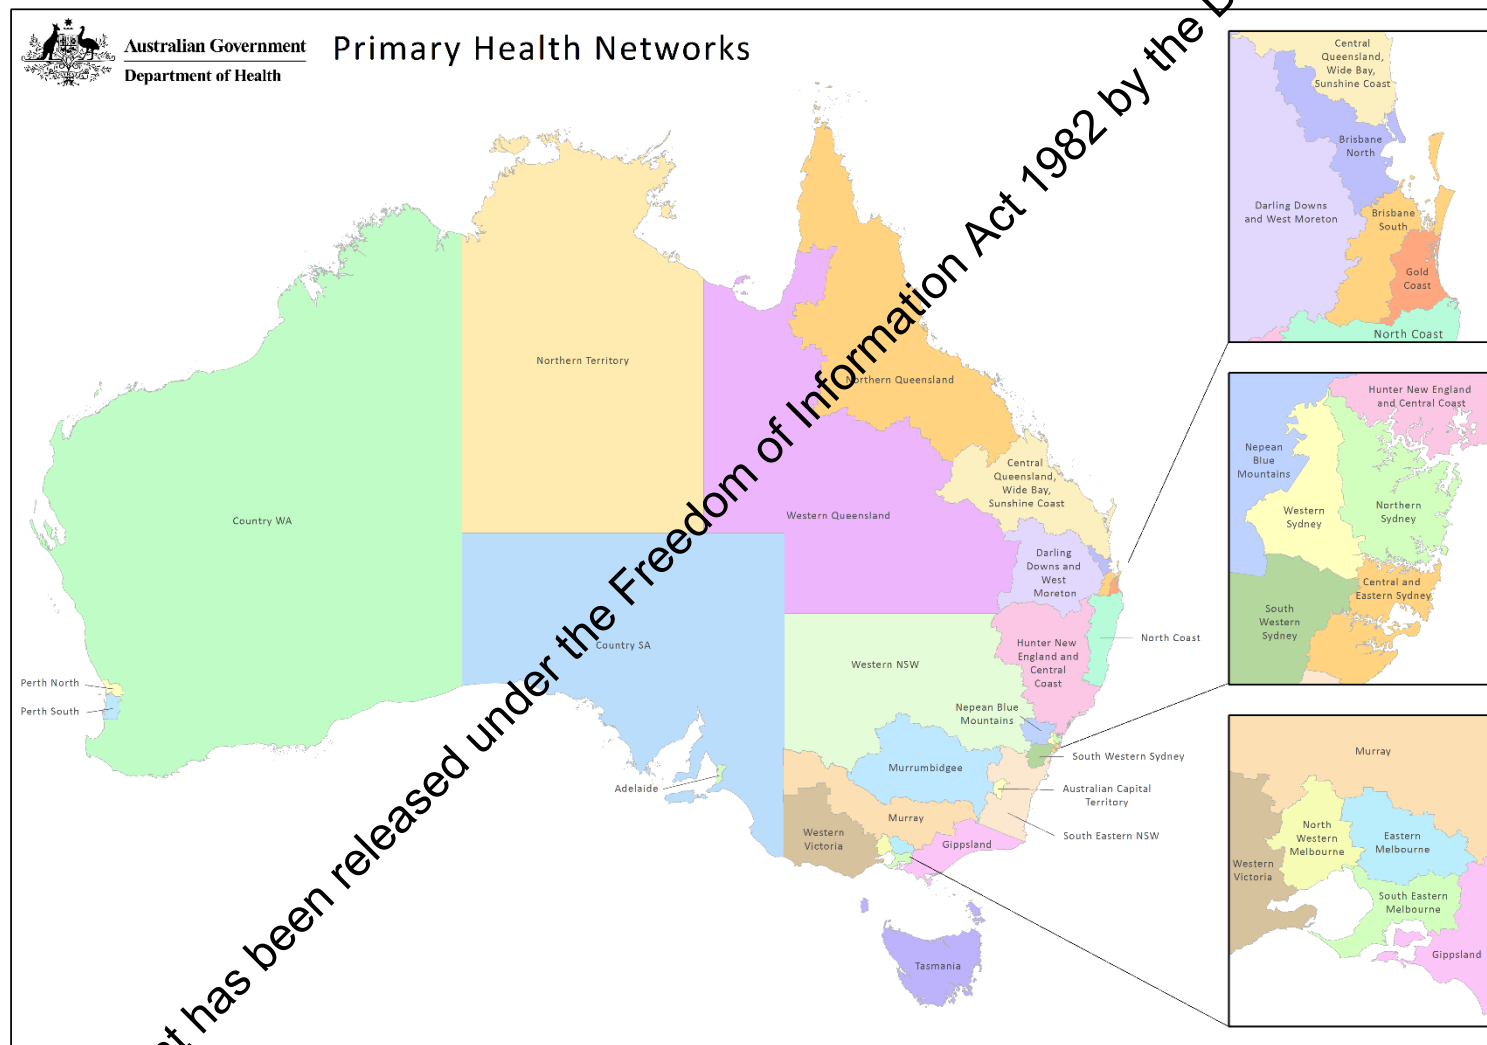 Australian Government
Department of Health
Primary Health Networks
et has been released under the Freedom of Information Act 1982 by the
Country WA
Northern Territory
Northern Queensland
Western Queensland
Central
Queensland,
Wide Bay,
Sunshine Coast
Darling
Downs and
West
Moreton
Country SA
North Coast
Western NSW
Hunter New
England and
Central
Coast
Perth North
Perth South
Nepean Blue
Mountains
South Western Sydney
Murrumbidgee
Adelaide
Australian Capital
Territory
Murray
South Eastern NSW
Western
Victoria
Gippsland
Tasmania
Central
Queensland,
Wide Bay,
Sunshine Coast
Brisbane
North
Darling Downs
and West Moreton
Brisbane
South
Gold
Coast
North Coast
Hunter New England
and Central Coast
Nepean
Blue
Mountains
Western
Sydney
Northern
Sydney
Central and
Eastern Sydney
South
Western
Sydney
Murray
North
Western
Melbourne
Eastern
Melbourne
Western
Victoria
South Eastern
Melbourne
Gippsland